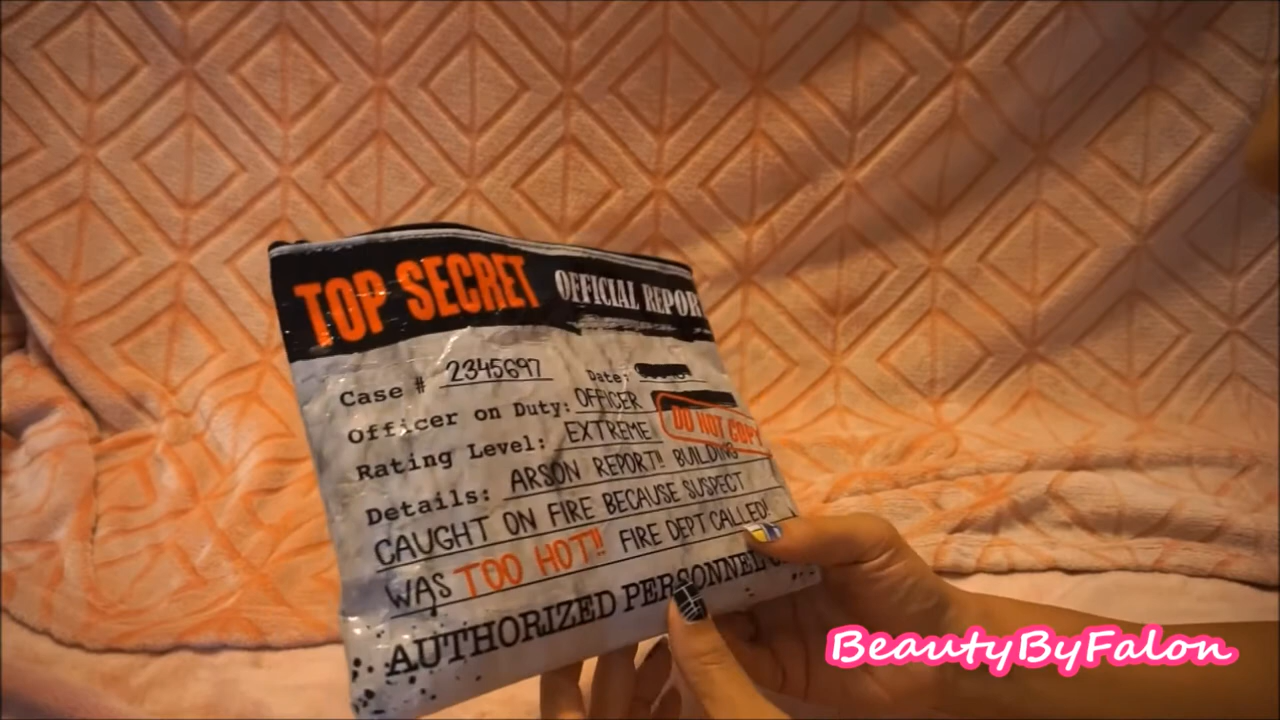 TOP SECRET OFFICIAL REPOR
Case # 2345697 Date:
Officer on Duty: OFFICER
DO NOT COPY
Rating Level: EXTREME
Details: ARSON REPORT!! BUILDING
CAUGHT ON FIRE BECAUSE SUSPECT
WAS TOO HOT!! FIRE DEPT CALLED!
AUTHORIZED PERSONNEL
BeautyByFalon